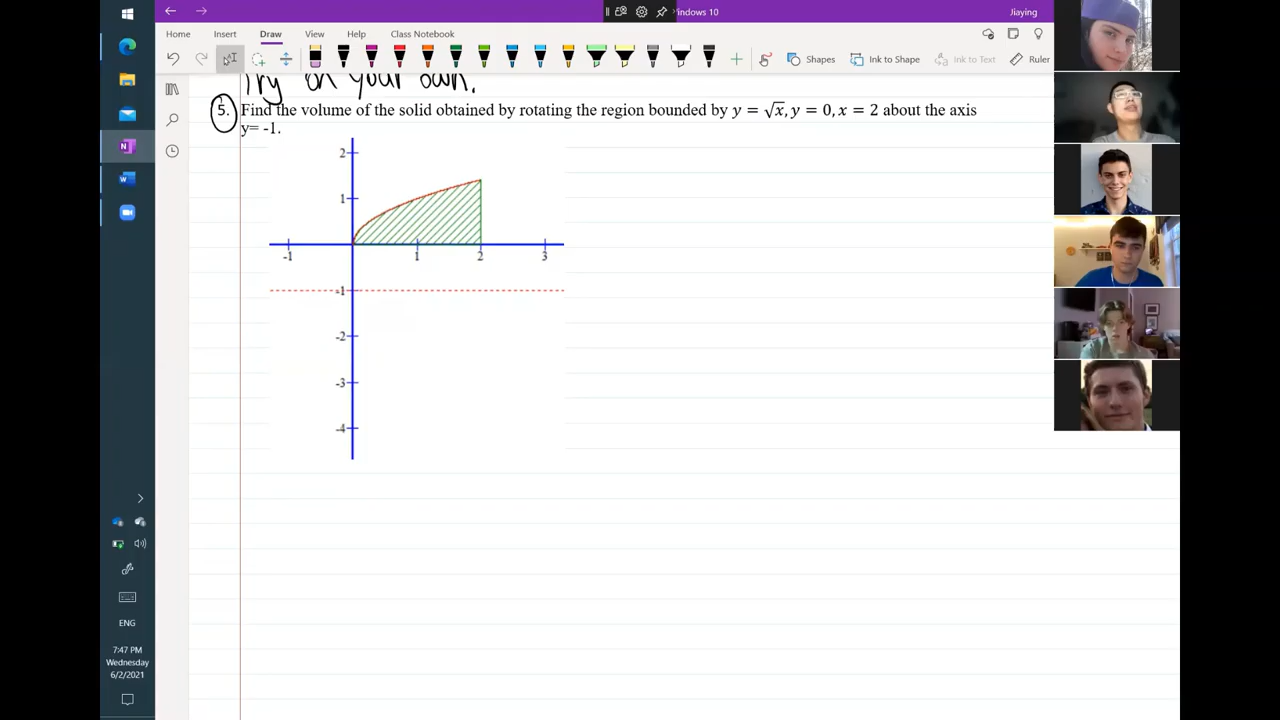 indows 10
Jiaying
Home Insert Draw View Help Class Notebook
Shapes Ink to Shape Ink to Text Ruler
Try on your own.
5. Find the volume of the solid obtained by rotating the region bounded by y = √x, y = 0, x = 2 about the axis
y= -1.
2
1
-1 1 2 3
-1
-2
-3
-4
ENG
7:47 PM
Wednesday
6/2/2021